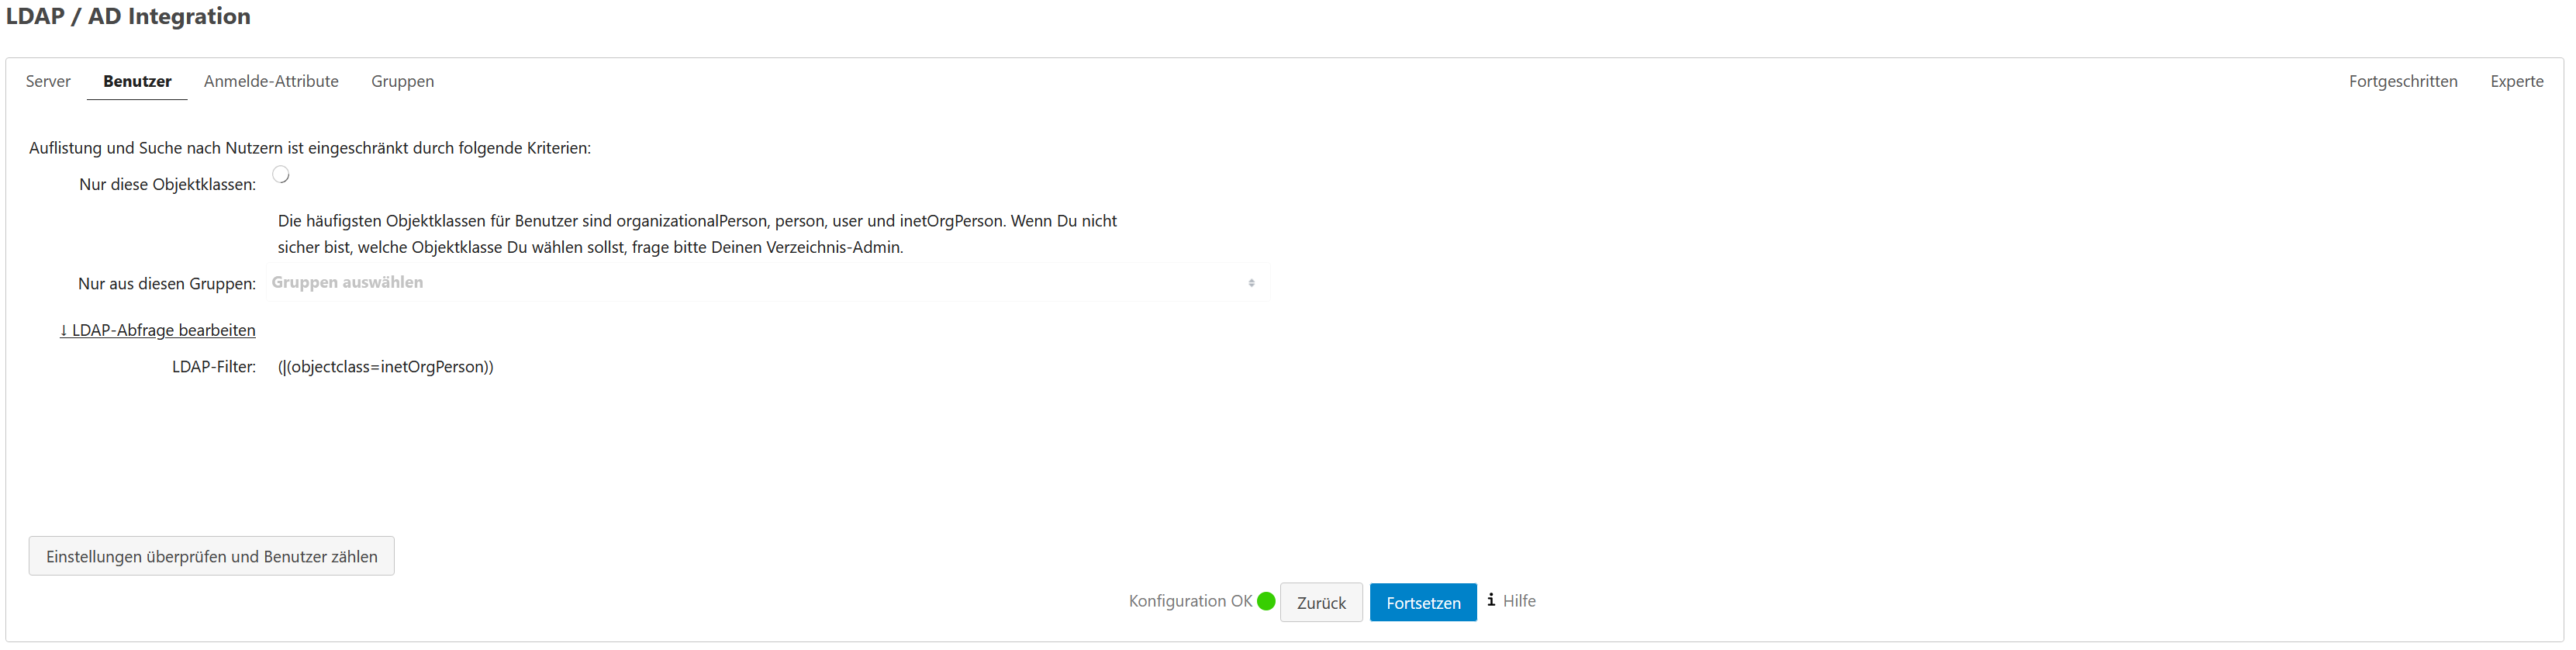 LDAP / AD Integration
Server Benutzer Anmelde-Attribute Gruppen Fortgeschritten Experte
Auflistung und Suche nach Nutzern ist eingeschränkt durch folgende Kriterien:
Nur diese Objektklassen:
Die häufigsten Objektklassen für Benutzer sind organizationalPerson, person, user und inetOrgPerson. Wenn Du nicht
sicher bist, welche Objektklasse Du wählen sollst, frage bitte Deinen Verzeichnis-Admin.
Nur aus diesen Gruppen: Gruppen auswählen
↓ LDAP-Abfrage bearbeiten
LDAP-Filter: (|(objectclass=inetOrgPerson))
Einstellungen überprüfen und Benutzer zählen
Konfiguration OK Zurück Fortsetzen i Hilfe